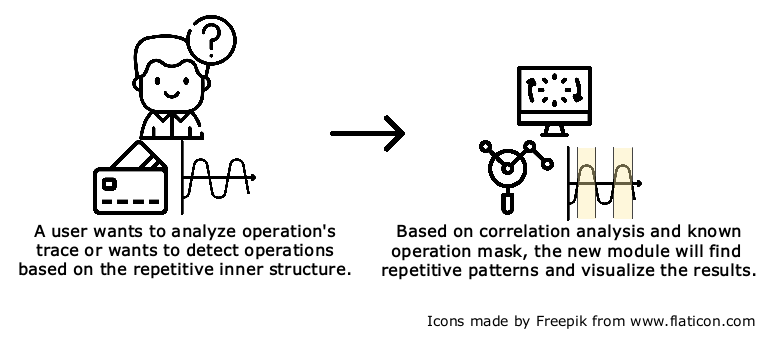 ?
A user wants to analyze operation's
trace or wants to detect operations
based on the repetitive inner structure.
Based on correlation analysis and known
operation mask, the new module will find
repetitive patterns and visualize the results.
Icons made by Freepik from www.flaticon.com